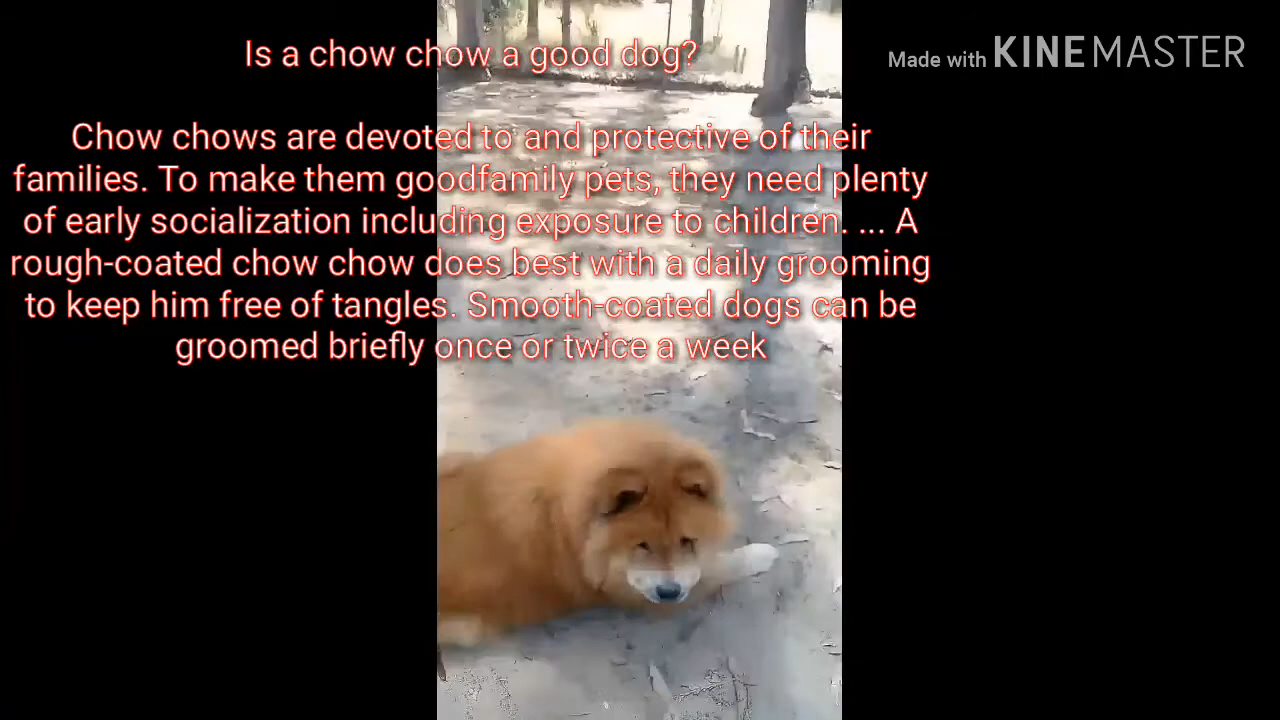 Is a chow chow a good dog?
Made with KINEMASTER
Chow chows are devoted to and protective of their
families. To make them goodfamily pets, they need plenty
of early socialization including exposure to children. ... A
rough-coated chow chow does best with a daily grooming
to keep him free of tangles. Smooth-coated dogs can be
groomed briefly once or twice a week